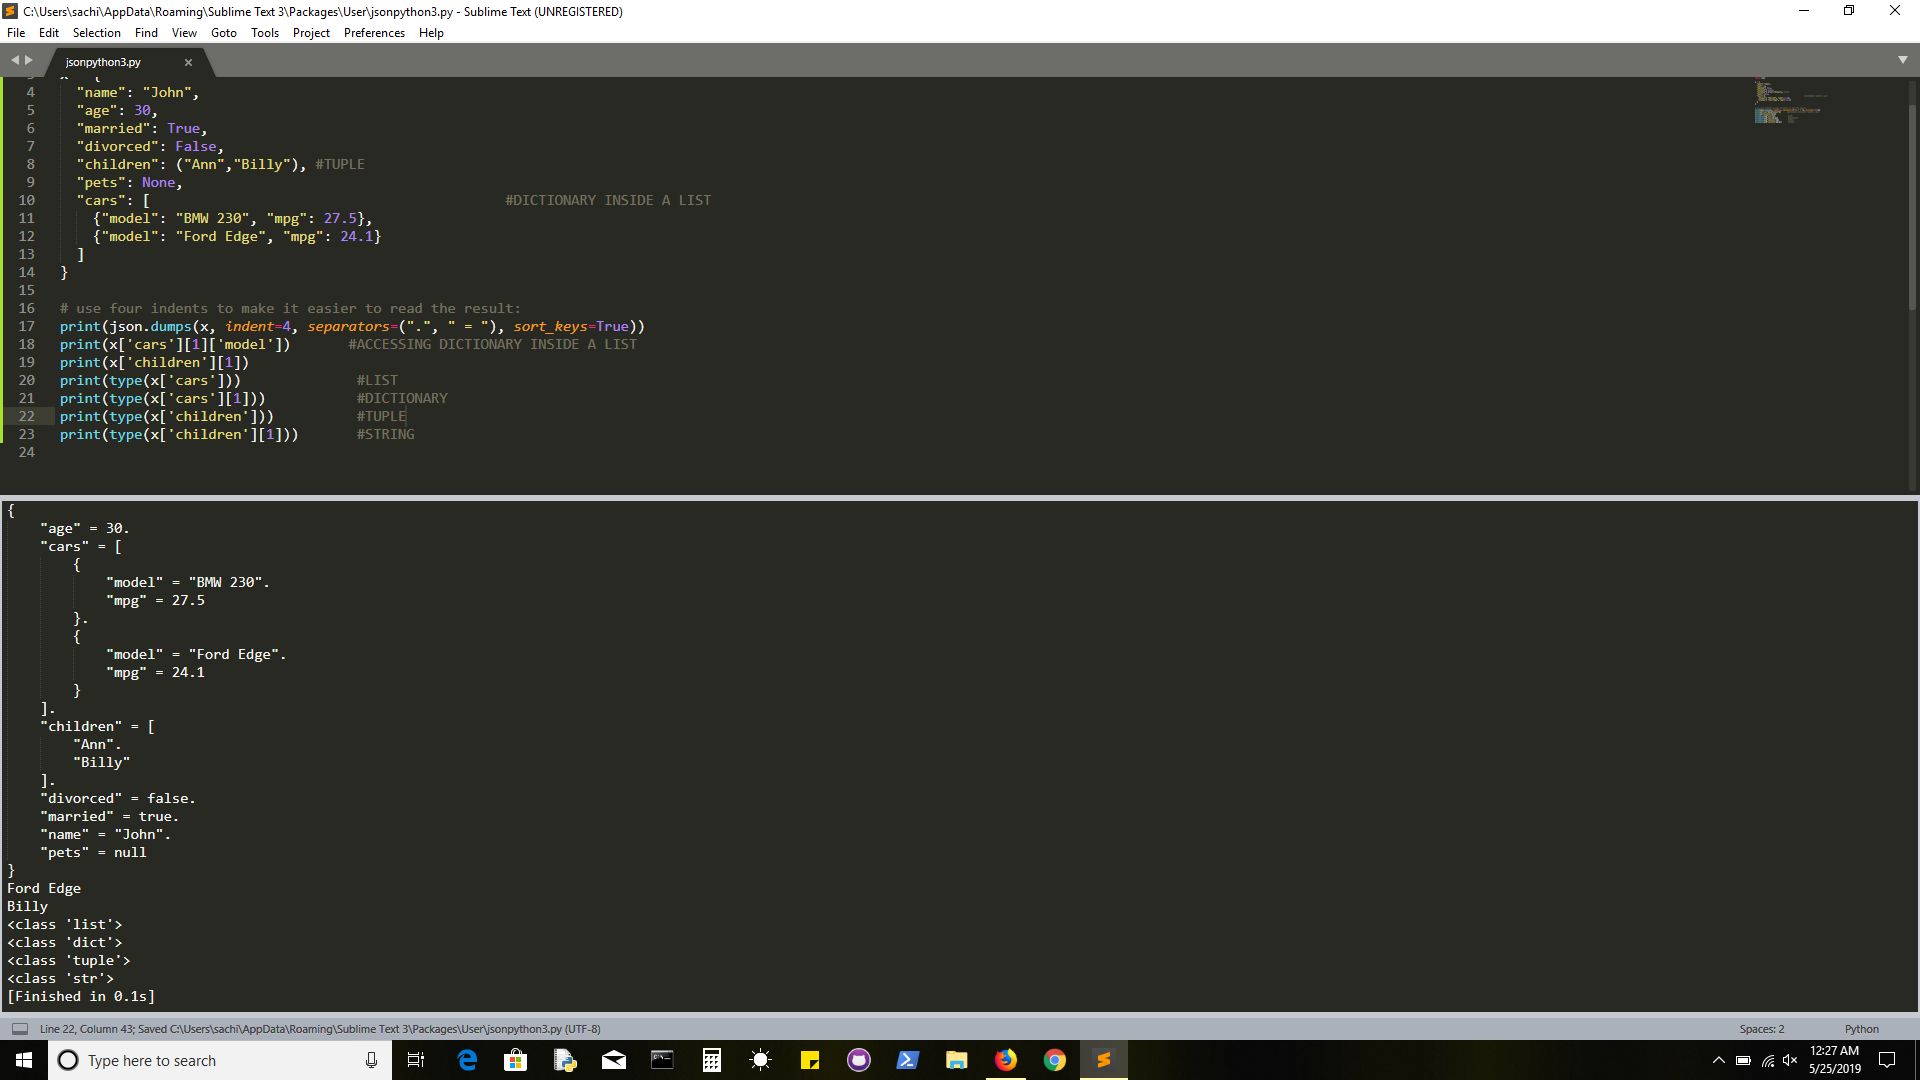 C:\Users\sachi\AppData\Roaming\Sublime Text 3\Packages\User\jsonpython3.py - Sublime Text (UNREGISTERED)
File Edit Selection Find View Goto Tools Project Preferences Help
jsonpython3.py
4 "name": "John",
5 "age": 30,
6 "married": True,
7 "divorced": False,
8 "children": ("Ann","Billy"), #TUPLE
9 "pets": None,
10 "cars": [ #DICTIONARY INSIDE A LIST
11 {"model": "BMW 230", "mpg": 27.5},
12 {"model": "Ford Edge", "mpg": 24.1}
13 ]
14 }
15
16 # use four indents to make it easier to read the result:
17 print(json.dumps(x, indent=4, separators=(".", " = "), sort_keys=True))
18 print(x['cars'][1]['model']) #ACCESSING DICTIONARY INSIDE A LIST
19 print(x['children'][1])
20 print(type(x['cars'])) #LIST
21 print(type(x['cars'][1])) #DICTIONARY
22 print(type(x['children'])) #TUPLE
23 print(type(x['children'][1])) #STRING
24
{
"age" = 30.
"cars" = [
{
"model" = "BMW 230".
"mpg" = 27.5
}.
{
"model" = "Ford Edge".
"mpg" = 24.1
}
].
"children" = [
"Ann".
"Billy"
].
"divorced" = false.
"married" = true.
"name" = "John".
"pets" = null
}
Ford Edge
Billy
<class 'list'>
<class 'dict'>
<class 'tuple'>
<class 'str'>
[Finished in 0.1s]
Line 22, Column 43; Saved C:\Users\sachi\AppData\Roaming\Sublime Text 3\Packages\User\jsonpython3.py (UTF-8) Spaces: 2 Python
Type here to search
12:27 AM
5/25/2019